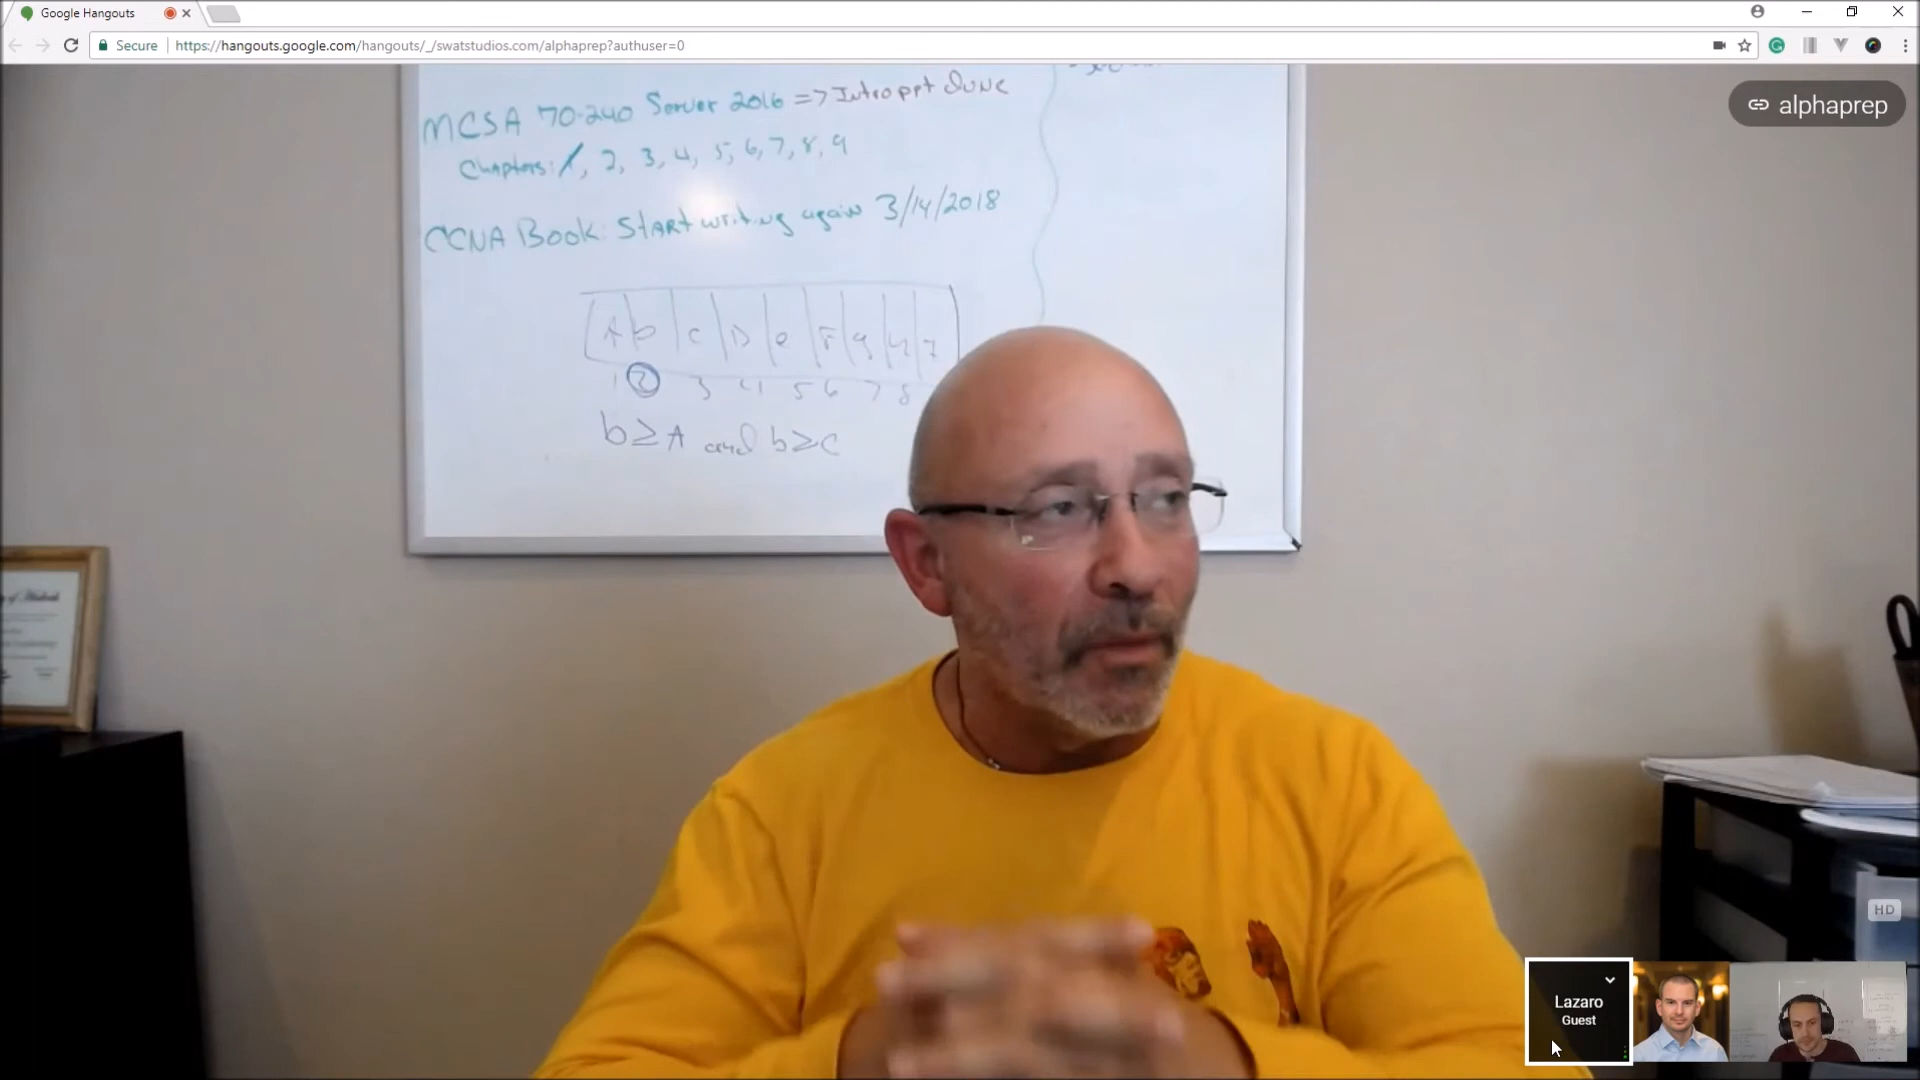 Google Hangouts
Secure https://hangouts.google.com/hangouts/_/swatstudios.com/alphaprep?authuser=0
alphaprep
MCSA 70-240 Server 2016 => Intro ppt June
Chapters: 1, 2, 3, 4, 5, 6, 7, 8, 9
CCNA Book: Start writing again 3/14/2018
A b C D e F g h i
1 2 3 4 5 6 7 8
b ≥ A and b ≥ C
HD
Lazaro
Guest